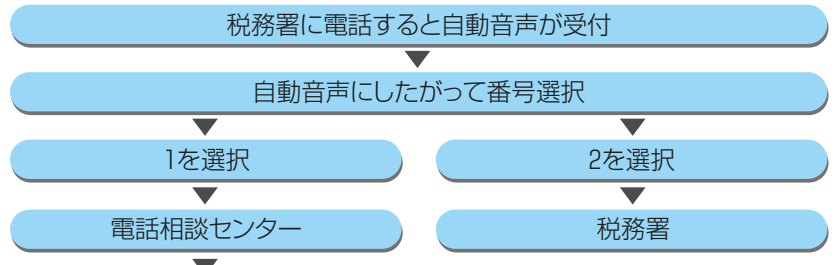 税務署に電話すると自動音声が受付
自動音声にしたがって番号選択
1を選択
2を選択
電話相談センター
税務署